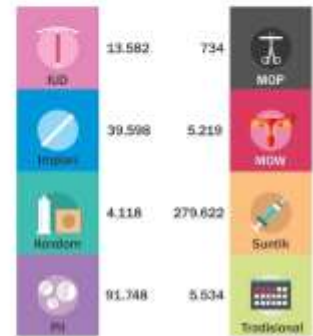 13.582 734
IUD MOP
39.598 5.219
Implan MOW
4.118 279.622
Kondom Suntik
91.748 5.534
Pil Tradisional